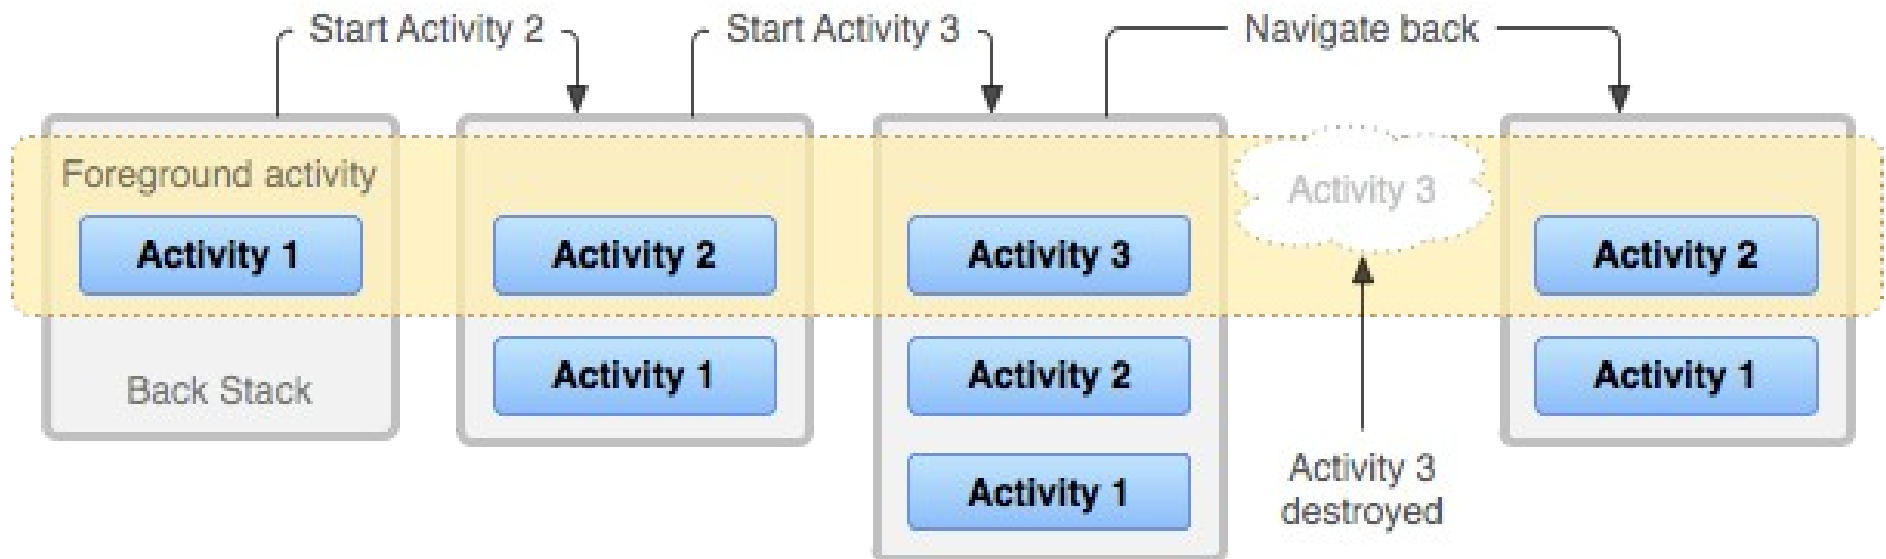 Start Activity 2
Start Activity 3
Navigate back
Foreground activity
Activity 1
Back Stack
Activity 2
Activity 1
Activity 3
Activity 2
Activity 1
Activity 3
Activity 3
destroyed
Activity 2
Activity 1